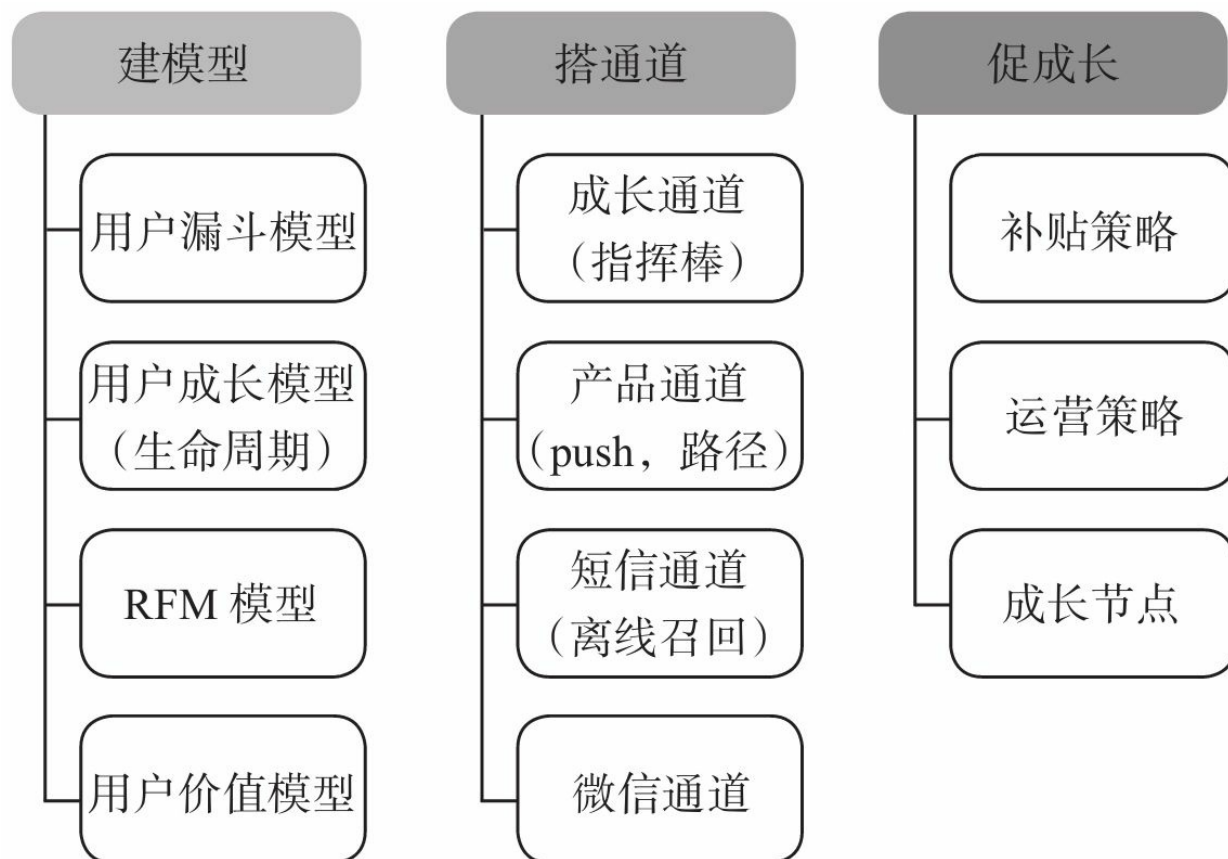 建模型
用户漏斗模型
用户成长模型
（生命周期）
RFM 模型
用户价值模型
搭通道
成长通道
（指挥棒）
产品通道
（push，路径）
短信通道
（离线召回）
微信通道
促成长
补贴策略
运营策略
成长节点